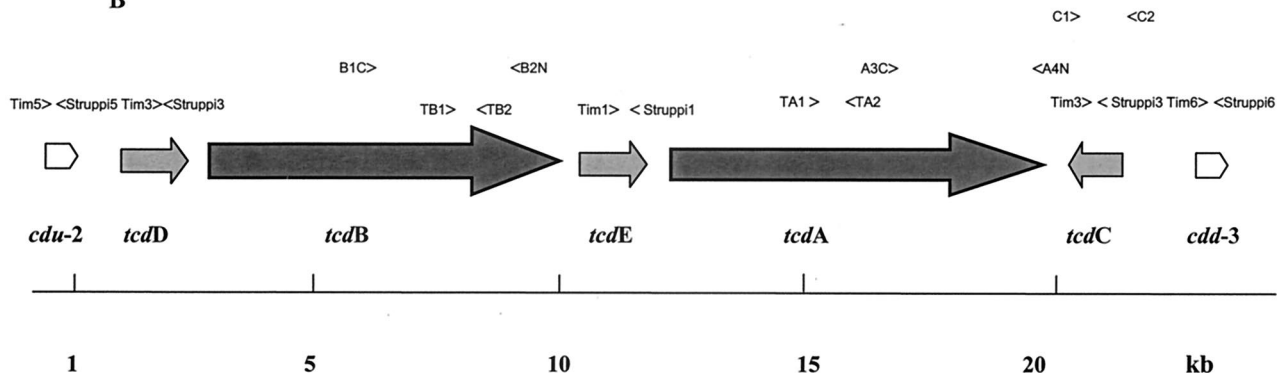 B
C1> <C2
B1C> <B2N A3C> <A4N
Tim5> <Struppi5 Tim3><Struppi3 TB1> <TB2 Tim1> < Struppi1 TA1 > <TA2 Tim3> < Struppi3 Tim6> <Struppi6
cdu-2 tcdD tcdB tcdE tcdA tcdC cdd-3
1 5 10 15 20 kb